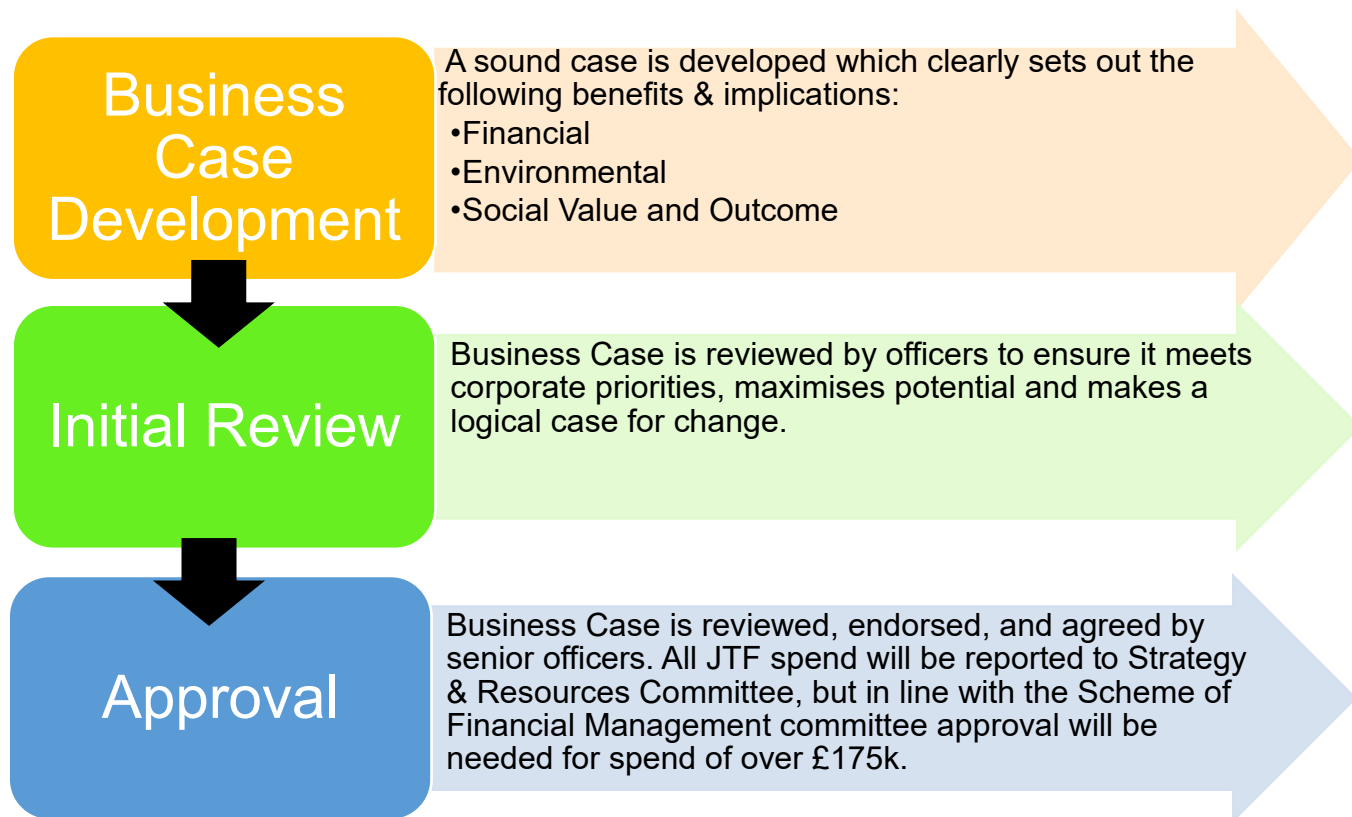 Business
Case
Development
A sound case is developed which clearly sets out the
following benefits & implications:
•Financial
•Environmental
•Social Value and Outcome
Initial Review
Business Case is reviewed by officers to ensure it meets
corporate priorities, maximises potential and makes a
logical case for change.
Approval
Business Case is reviewed, endorsed, and agreed by
senior officers. All JTF spend will be reported to Strategy
& Resources Committee, but in line with the Scheme of
Financial Management committee approval will be
needed for spend of over £175k.